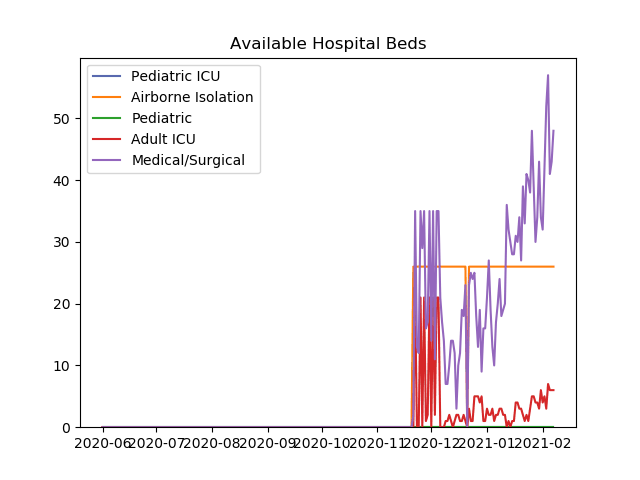 Available Hospital Beds
Pediatric ICU
Airborne Isolation
Pediatric
Adult ICU
Medical/Surgical
50
40
30
20
10
0
2020-06 2020-07 2020-08 2020-09 2020-10 2020-11 2020-12 2021-01 2021-02